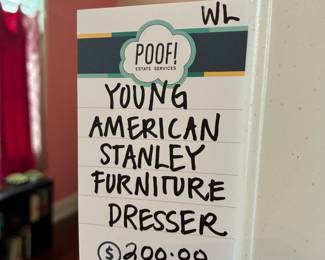 WL
POOF!
ESTATE SERVICES
YOUNG
AMERICAN
STANLEY
FURNITURE
DRESSER
$200.00